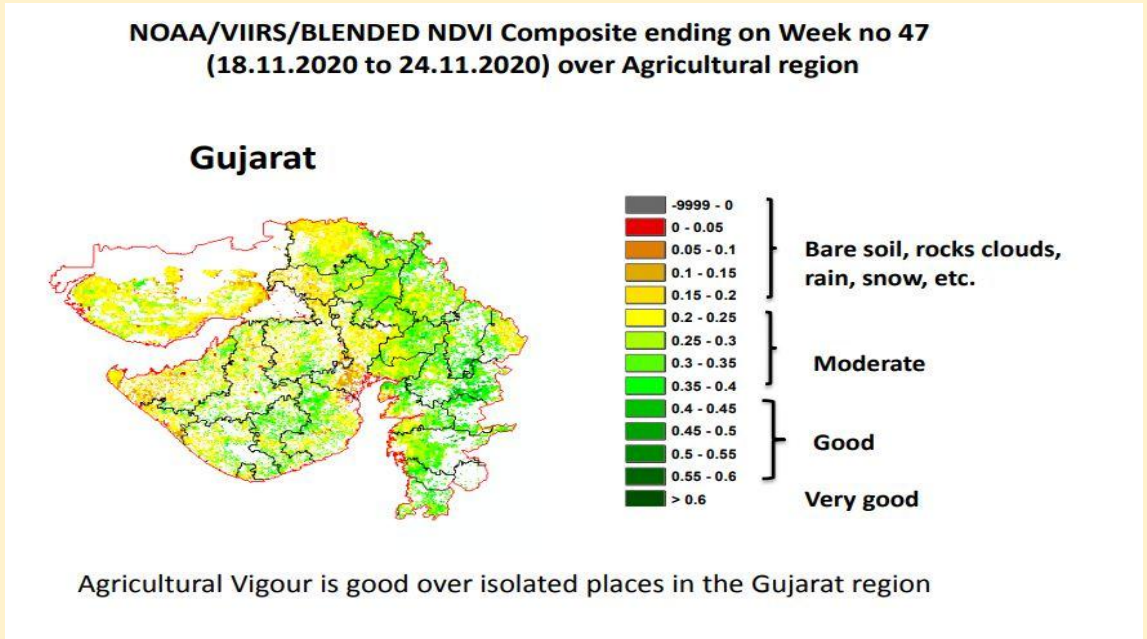 NOAA/VIIRS/BLENDED NDVI Composite ending on Week no 47
(18.11.2020 to 24.11.2020) over Agricultural region
Gujarat
-9999 - 0
0 - 0.05
0.05 - 0.1
0.1 - 0.15
0.15 - 0.2
0.2 - 0.25
0.25 - 0.3
0.3 - 0.35
0.35 - 0.4
0.4 - 0.45
0.45 - 0.5
0.5 - 0.55
0.55 - 0.6
> 0.6
Bare soil, rocks clouds,
rain, snow, etc.
Moderate
Good
Very good
Agricultural Vigour is good over isolated places in the Gujarat region